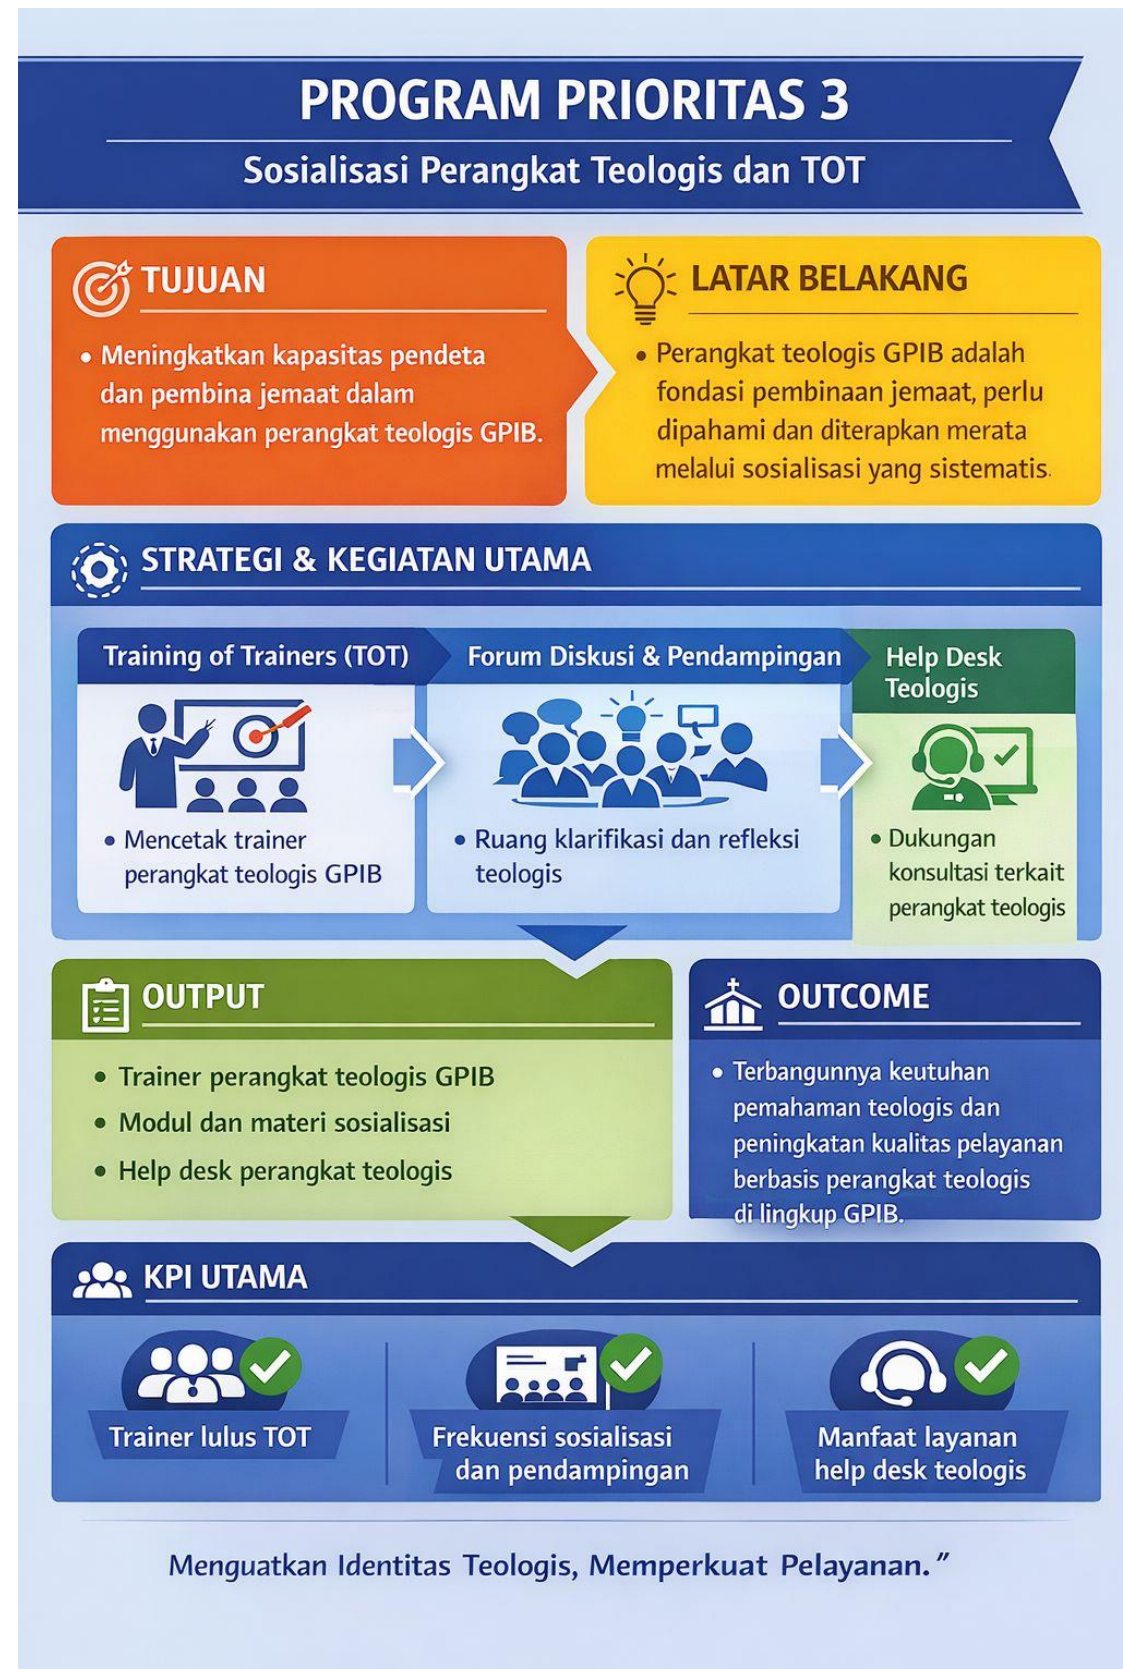 PROGRAM PRIORITAS 3
Sosialisasi Perangkat Teologis dan TOT
TUJUAN
• Meningkatkan kapasitas pendeta
dan pembina jemaat dalam
menggunakan perangkat teologis GPIB.
LATAR BELAKANG
• Perangkat teologis GPIB adalah
fondasi pembinaan jemaat, perlu
dipahami dan diterapkan merata
melalui sosialisasi yang sistematis.
STRATEGI & KEGIATAN UTAMA
Training of Trainers (TOT)
• Mencetak trainer
perangkat teologis GPIB
Forum Diskusi & Pendampingan
• Ruang klarifikasi dan refleksi
teologis
Help Desk
Teologis
• Dukungan
konsultasi terkait
perangkat teologis
OUTPUT
• Trainer perangkat teologis GPIB
• Modul dan materi sosialisasi
• Help desk perangkat teologis
OUTCOME
• Terbangunnya keutuhan
pemahaman teologis dan
peningkatan kualitas pelayanan
berbasis perangkat teologis
di lingkup GPIB.
KPI UTAMA
Trainer lulus TOT
Frekuensi sosialisasi
dan pendampingan
Manfaat layanan
help desk teologis
Menguatkan Identitas Teologis, Memperkuat Pelayanan.”